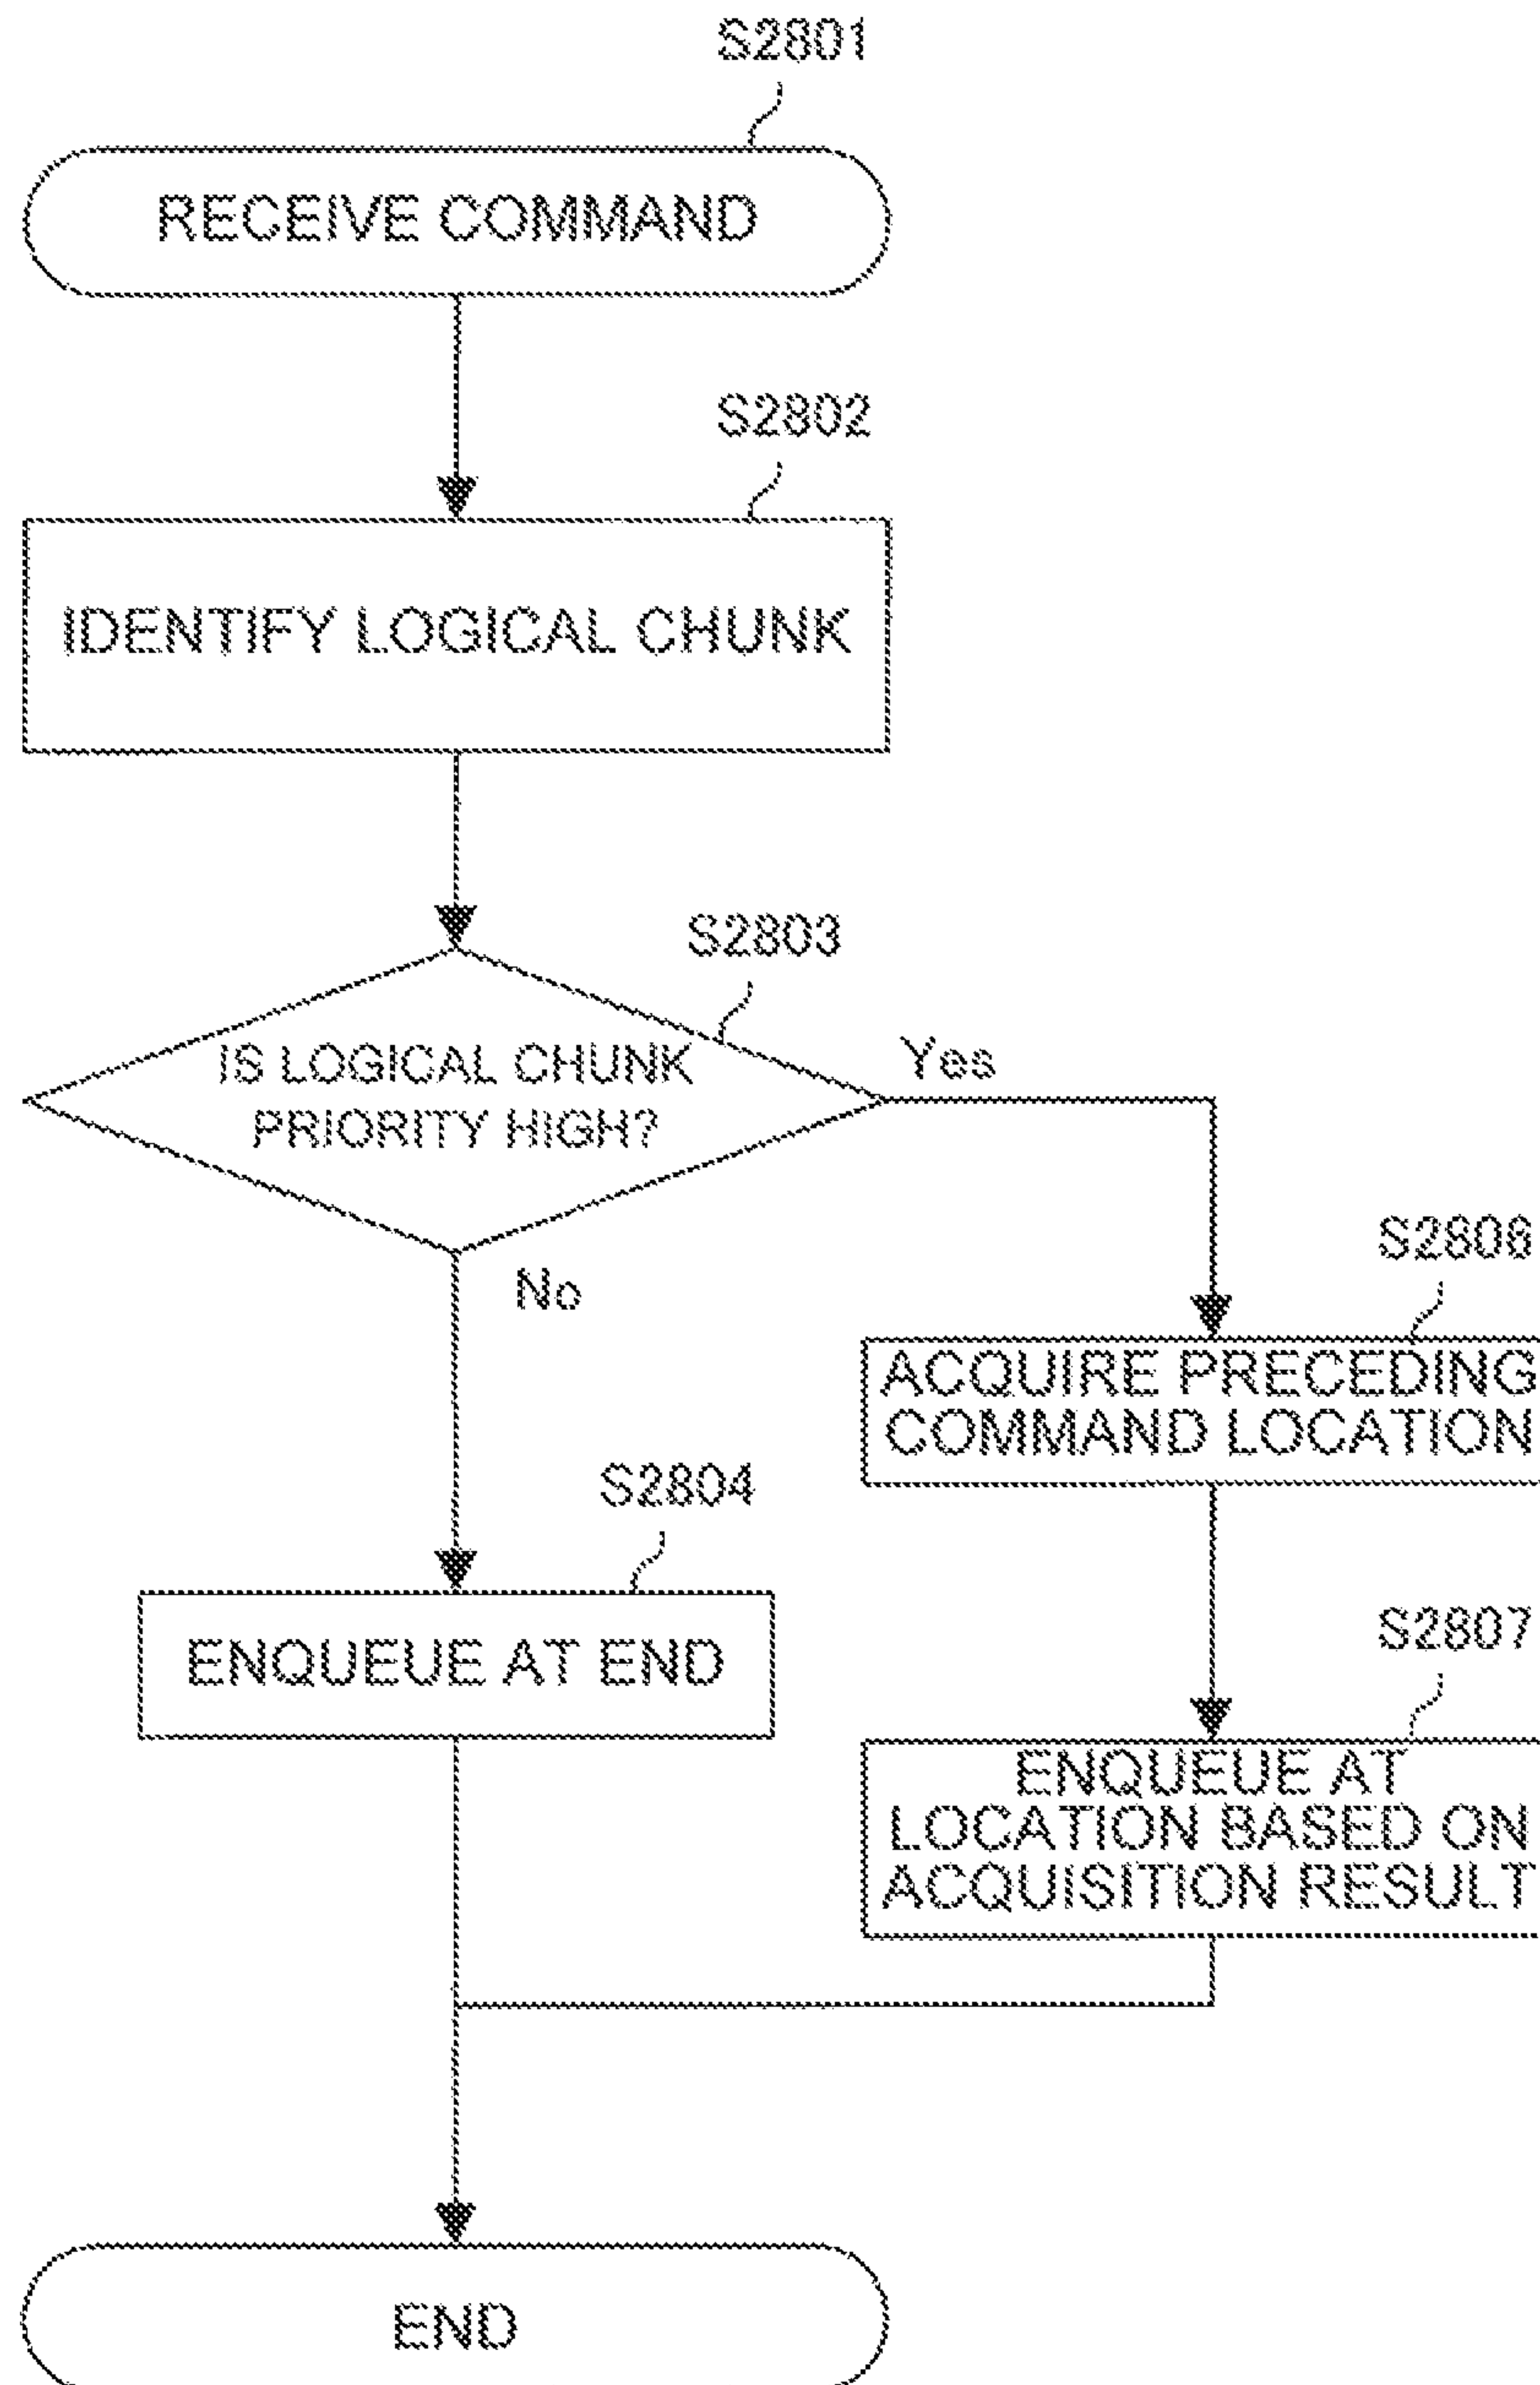 S2801
RECEIVE COMMAND
S2802
IDENTIFY LOGICAL CHUNK
S2803
IS LOGICAL CHUNK
PRIORITY HIGH?
Yes
No
S2806
ACQUIRE PRECEDING
COMMAND LOCATION
S2804
ENQUEUE AT END
S2807
ENQUEUE AT
LOCATION BASED ON
ACQUISITION RESULT
END